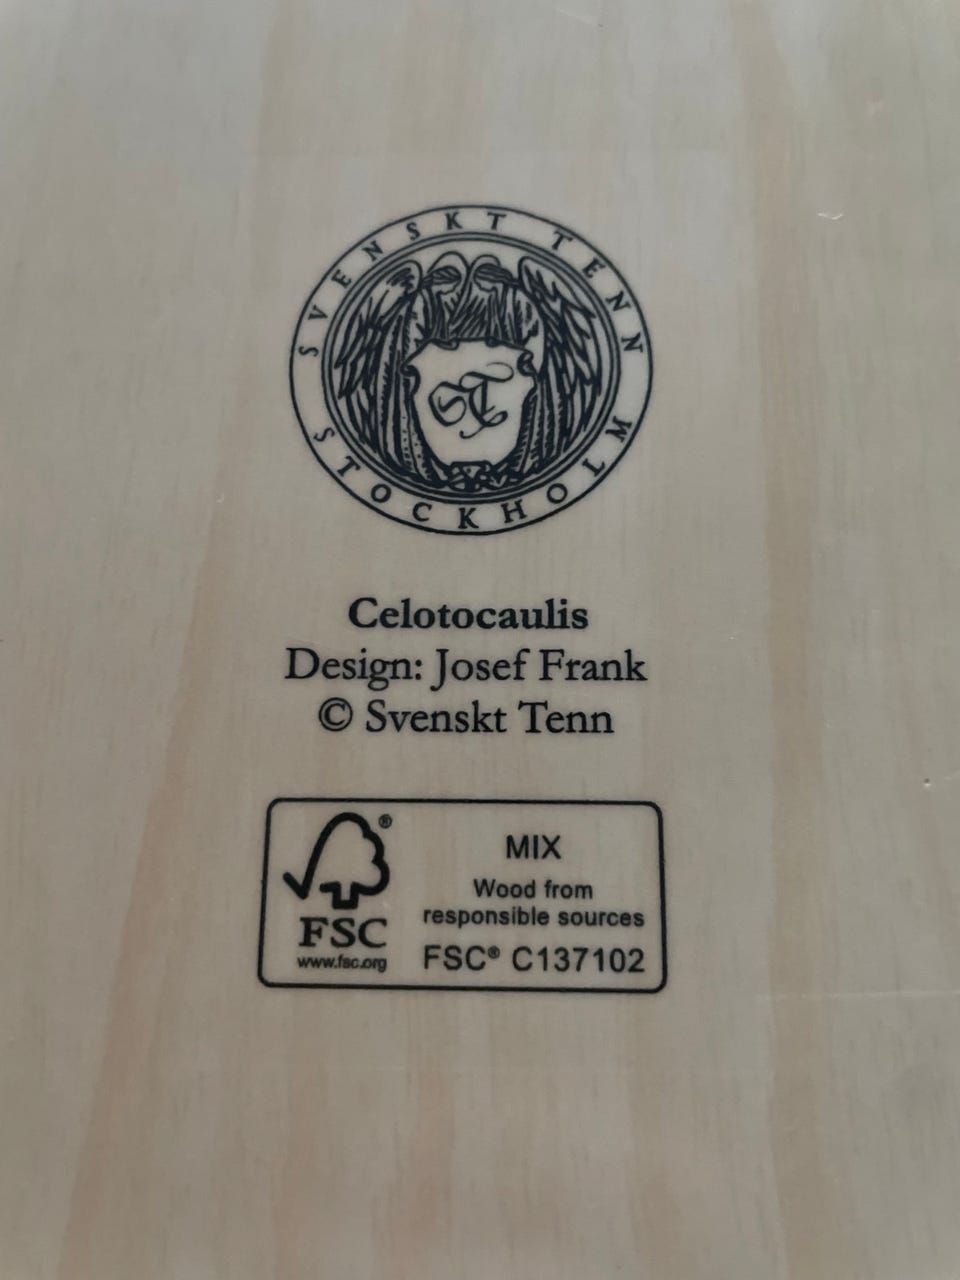 SVENSKT TENN
STOCKHOLM
ST
Celotocaulis
Design: Josef Frank
© Svenskt Tenn
®
MIX
Wood from
responsible sources
FSC
www.fsc.org
FSC® C137102